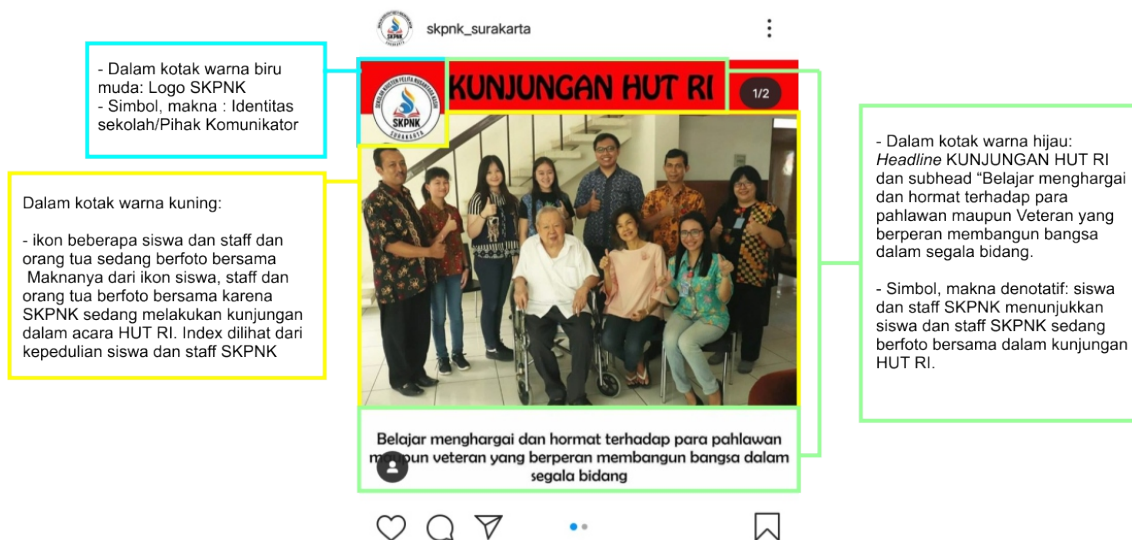 skpnk_surakarta
- Dalam kotak warna biru
muda: Logo SKPNK
- Simbol, makna : Identitas
sekolah/Pihak Komunikator
SKPNK
SURAKARTA
KUNJUNGAN HUT RI
1/2
Dalam kotak warna kuning:
- ikon beberapa siswa dan staff dan
orang tua sedang berfoto bersama
Maknanya dari ikon siswa, staff dan
orang tua berfoto bersama karena
SKPNK sedang melakukan kunjungan
dalam acara HUT RI. Index dilihat dari
kepedulian siswa dan staff SKPNK
- Dalam kotak warna hijau:
Headline KUNJUNGAN HUT RI
dan subhead “Belajar menghargai
dan hormat terhadap para
pahlawan maupun Veteran yang
berperan membangun bangsa
dalam segala bidang.
- Simbol, makna denotatif: siswa
dan staff SKPNK menunjukkan
siswa dan staff SKPNK sedang
berfoto bersama dalam kunjungan
HUT RI.
Belajar menghargai dan hormat terhadap para pahlawan
maupun veteran yang berperan membangun bangsa dalam
segala bidang